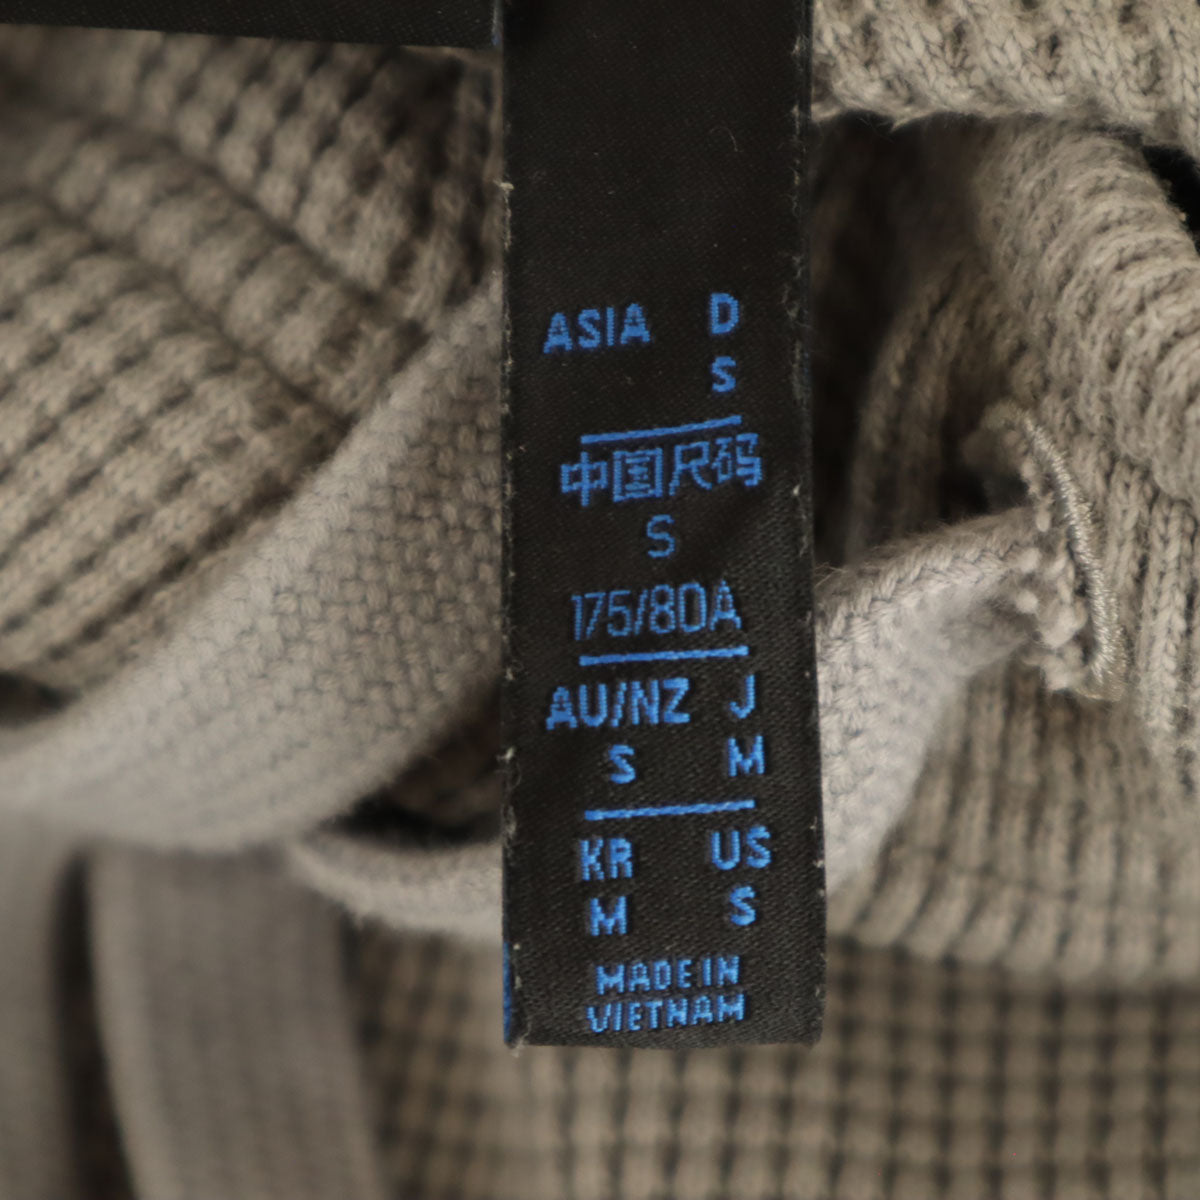 ASIA D
S
中国尺码
S
175/80A
AU/NZ J
S M
KR US
M S
MADE IN
VIETNAM